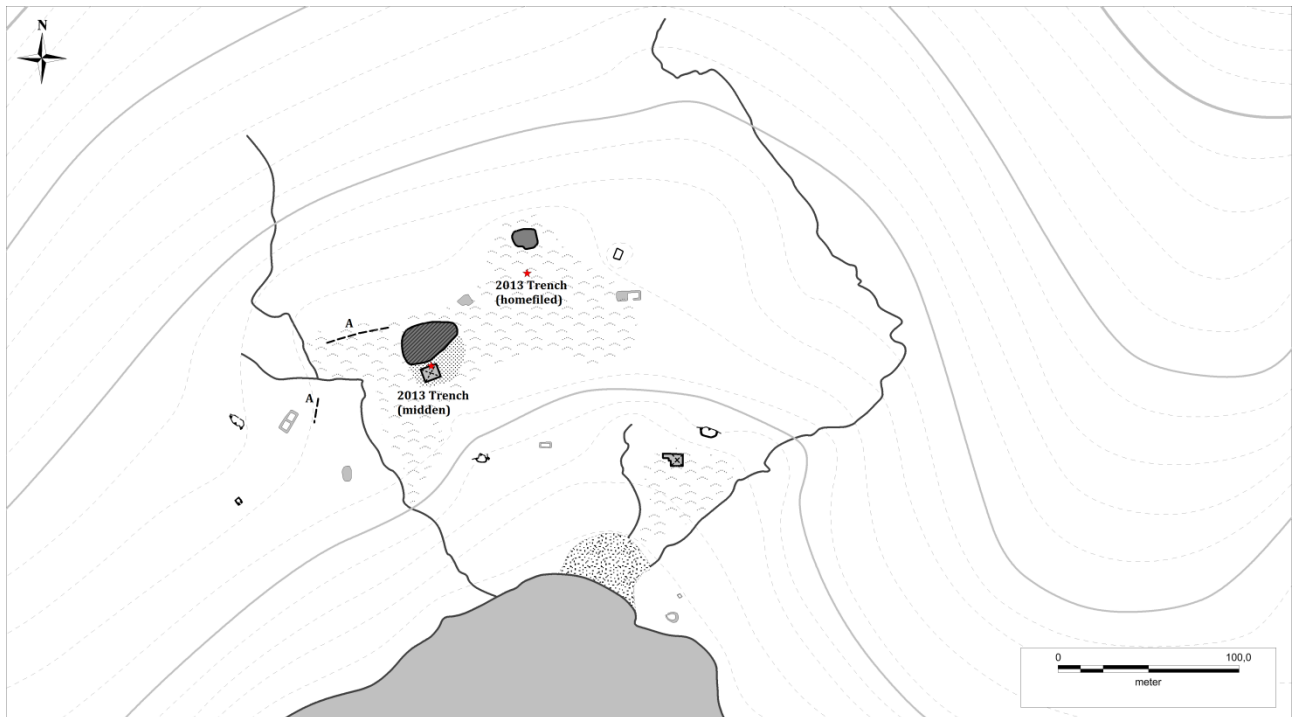 N
2013 Trench
(homefiled)
A
2013 Trench
(midden)
A
0 100,0
meter